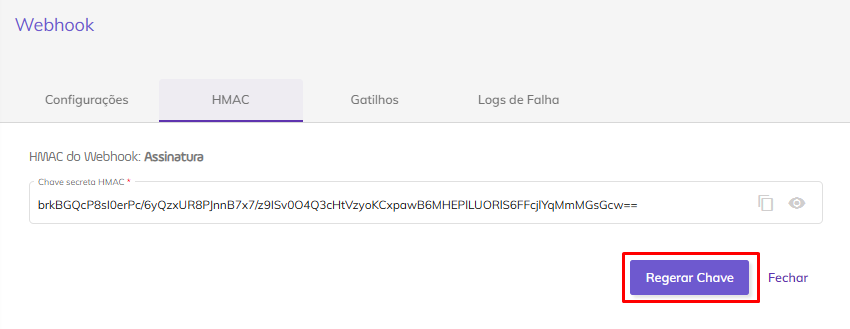 Webhook
Configurações HMAC Gatilhos Logs de Falha
HMAC do Webhook: Assinatura
Chave secreta HMAC *
brkBGQcP8sI0erPc/6yQzxUR8PJnnB7x7/z9ISv0O4Q3cHtVzyoKCxpawB6MHEPILUORlS6FFcjlYqMmMGsGcw==
Regerar Chave Fechar